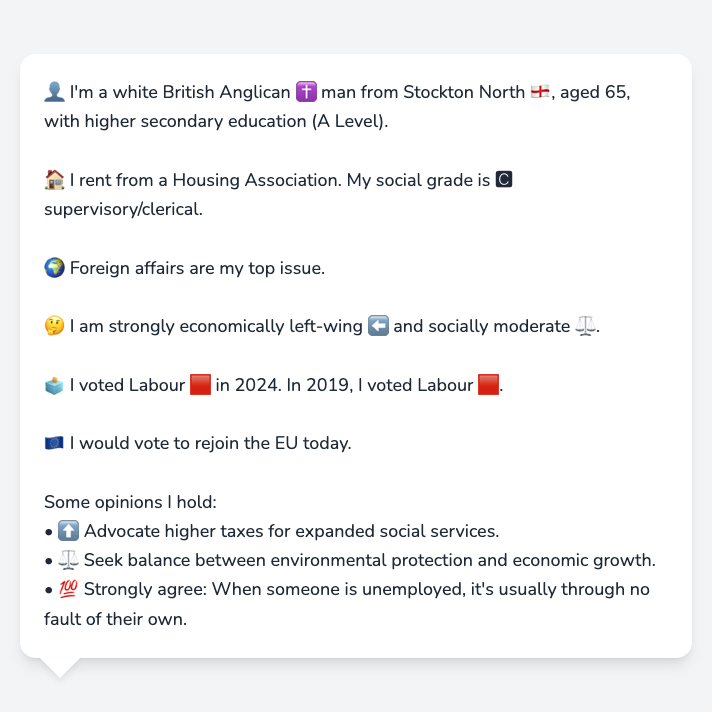 👤 I'm a white British Anglican ✝️ man from Stockton North 🏴󠁧󠁢󠁥󠁮󠁧󠁿, aged 65,
with higher secondary education (A Level).
🏠 I rent from a Housing Association. My social grade is 🅲
supervisory/clerical.
🌍 Foreign affairs are my top issue.
🤔 I am strongly economically left-wing ⬅️ and socially moderate ⚖️.
🗳️ I voted Labour 🟥 in 2024. In 2019, I voted Labour 🟥.
🇪🇺 I would vote to rejoin the EU today.
Some opinions I hold:
• ⬆️ Advocate higher taxes for expanded social services.
• ⚖️ Seek balance between environmental protection and economic growth.
• 💯 Strongly agree: When someone is unemployed, it's usually through no
fault of their own.